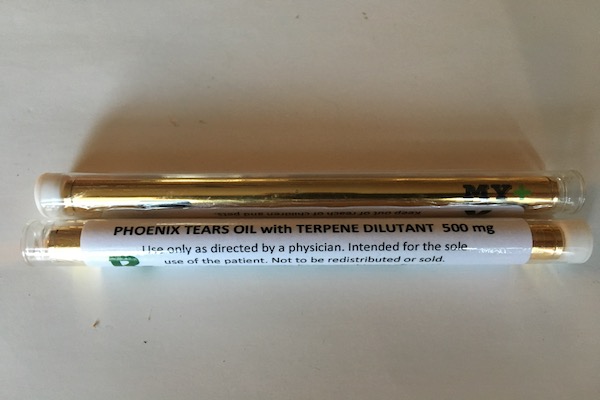 MY+
Keep out of reach of children and pets.
PHOENIX TEARS OIL with TERPENE DILUTANT 500 mg
Use only as directed by a physician. Intended for the sole
use of the patient. Not to be redistributed or sold.